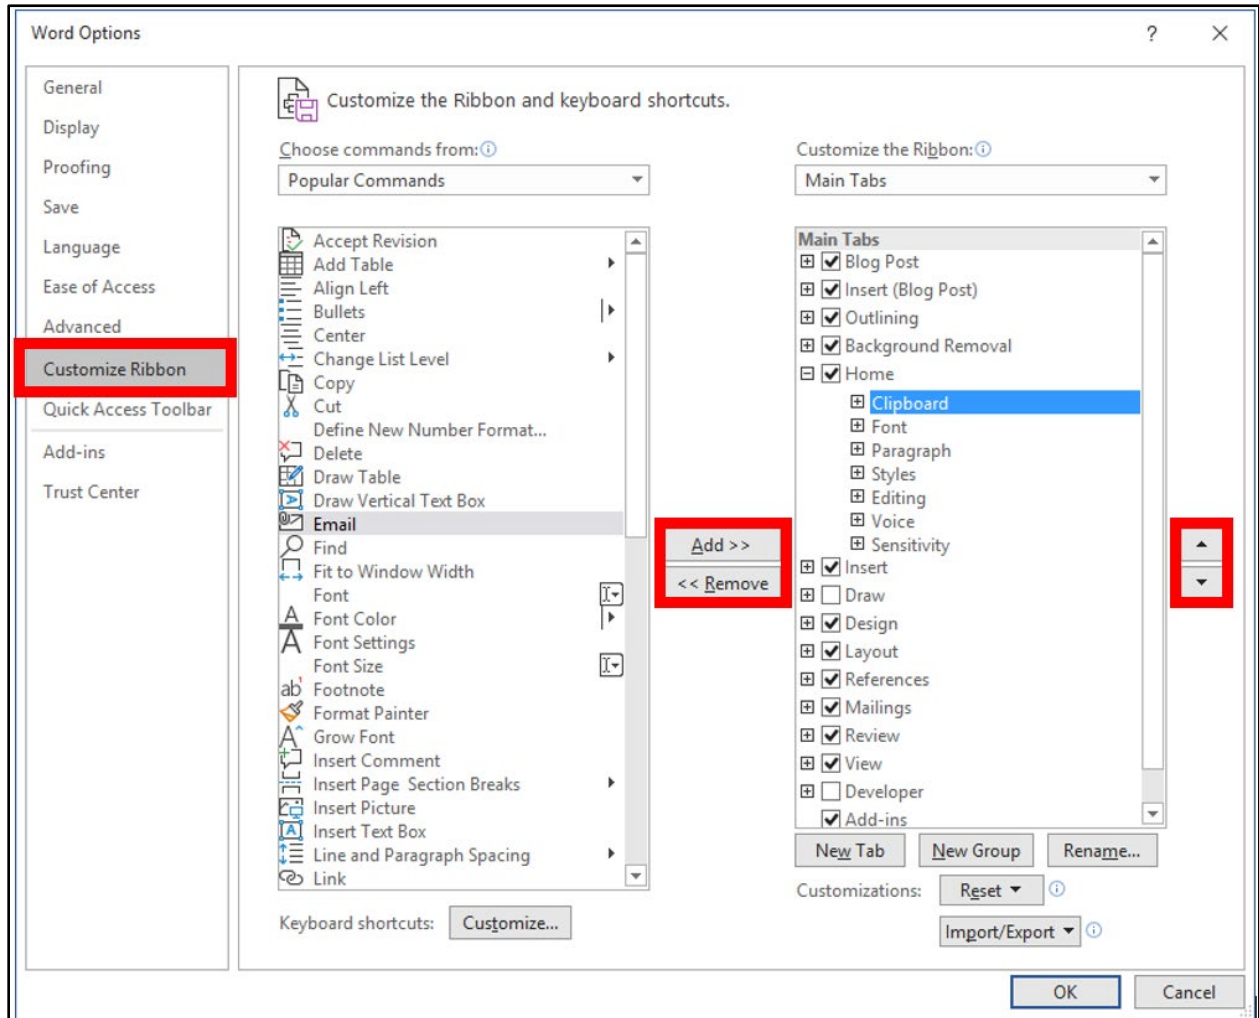 Word Options
?
General
Display
Proofing
Save
Language
Ease of Access
Advanced
Customize Ribbon
Quick Access Toolbar
Add-ins
Trust Center
Customize the Ribbon and keyboard shortcuts.
Choose commands from:
Popular Commands
Accept Revision
Add Table
Align Left
Bullets
Center
Change List Level
Copy
Cut
Define New Number Format...
Delete
Draw Table
Draw Vertical Text Box
Email
Find
Fit to Window Width
Font
Font Color
Font Settings
Font Size
Footnote
Format Painter
Grow Font
Insert Comment
Insert Page  Section Breaks
Insert Picture
Insert Text Box
Line and Paragraph Spacing
Link
Keyboard shortcuts:
Customize...
Add >>
<< Remove
Customize the Ribbon:
Main Tabs
Main Tabs
Blog Post
Insert (Blog Post)
Outlining
Background Removal
Home
Clipboard
Font
Paragraph
Styles
Editing
Voice
Sensitivity
Insert
Draw
Design
Layout
References
Mailings
Review
View
Developer
Add-ins
New Tab
New Group
Rename...
Customizations:
Reset
Import/Export
OK
Cancel